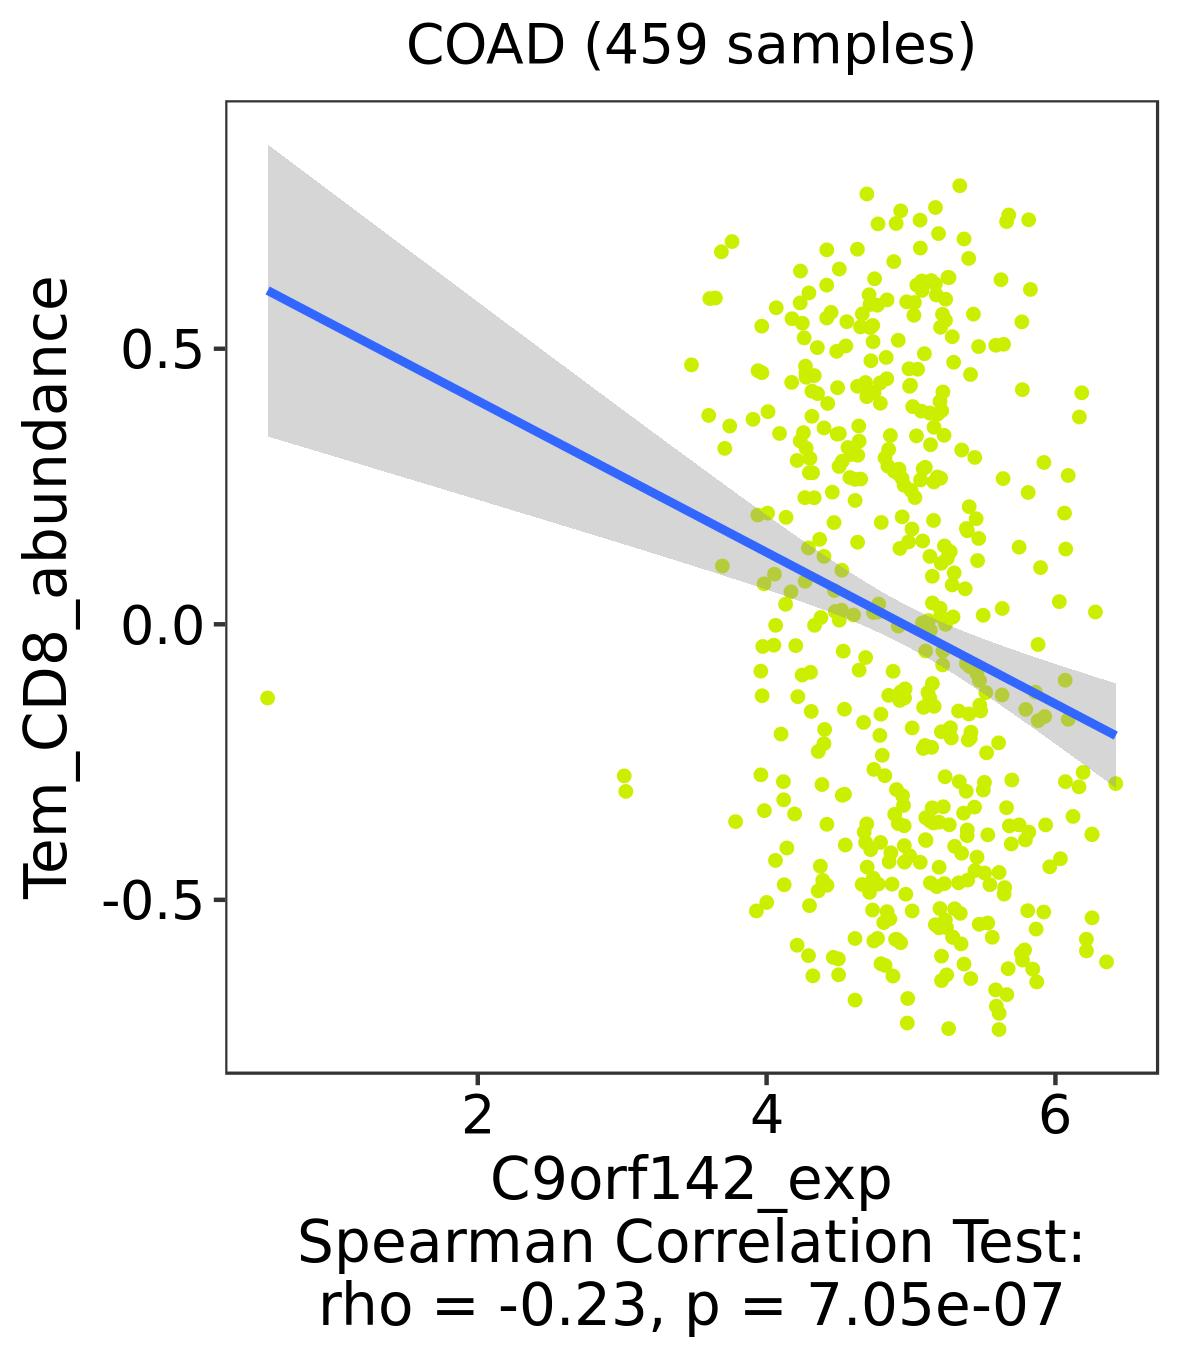 COAD (459 samples)
Tem_CD8_abundance
0.5
0.0
-0.5
2 4 6
C9orf142_exp
Spearman Correlation Test:
rho = -0.23, p = 7.05e-07